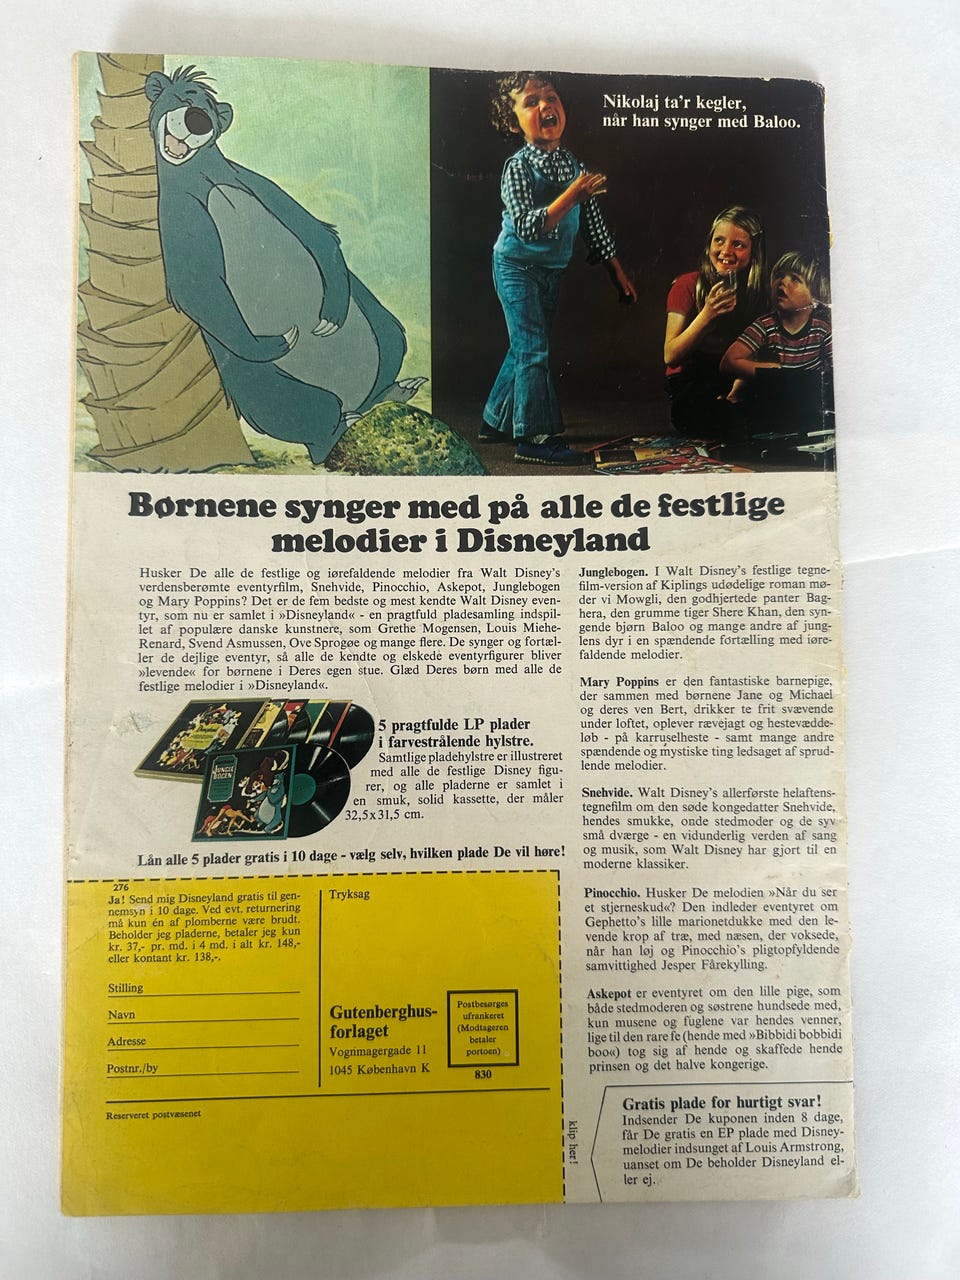 Nikolaj ta'r kegler,
når han synger med Baloo.
Børnene synger med på alle de festlige
melodier i Disneyland
Husker De alle de festlige og iørefaldende melodier fra Walt Disney's
verdensberømte eventyrfilm, Snehvide, Pinocchio, Askepot, Junglebogen
og Mary Poppins? Det er de fem bedste og mest kendte Walt Disney even-
tyr, som nu er samlet i »Disneyland« - en pragtfuld pladesamling indspil-
let af populære danske kunstnere, som Grethe Mogensen, Louis Miehe-
Renard, Svend Asmussen, Ove Sprogøe og mange flere. De synger og fortæl-
ler de dejlige eventyr, så alle de kendte og elskede eventyrfigurer bliver
»levende« for børnene i Deres egen stue. Glæd Deres børn med alle de
festlige melodier i »Disneyland«.
JUNGLE
BOGEN
5 pragtfulde LP plader
i farvestrålende hylstre.
Samtlige pladehylstre er illustreret
med alle de festlige Disney figu-
rer, og alle pladerne er samlet i
en smuk, solid kassette, der måler
32,5x31,5 cm.
Lån alle 5 plader gratis i 10 dage - vælg selv, hvilken plade De vil høre!
Junglebogen. I Walt Disney's festlige tegne-
film-version af Kiplings udødelige roman mø-
der vi Mowgli, den godhjertede panter Bag-
hera, den grumme tiger Shere Khan, den syn-
gende bjørn Baloo og mange andre af jung-
lens dyr i en spændende fortælling med iøre-
faldende melodier.
Mary Poppins er den fantastiske barnepige,
der sammen med børnene Jane og Michael
og deres ven Bert, drikker te frit svævende
under loftet, oplever rævejagt og hestevædde-
løb - på karruselheste - samt mange andre
spændende og mystiske ting ledsaget af sprud-
lende melodier.
Snehvide. Walt Disney's allerførste helaftens-
tegnefilm om den søde kongedatter Snehvide,
hendes smukke, onde stedmoder og de syv
små dværge - en vidunderlig verden af sang
og musik, som Walt Disney har gjort til en
moderne klassiker.
Pinocchio. Husker De melodien »Når du ser
et stjerneskud«? Den indleder eventyret om
Gephetto's lille marionetdukke med den le-
vende krop af træ, med næsen, der voksede,
når han løj og Pinocchio's pligtopfyldende
samvittighed Jesper Fårekylling.
Askepot er eventyret om den lille pige, som
både stedmoderen og søstrene hundsede med,
kun musene og fuglene var hendes venner,
lige til den rare fe (hende med »Bibbidi bobbidi
boo«) tog sig af hende og skaffede hende
prinsen og det halve kongerige.
Gratis plade for hurtigt svar!
Indsender De kuponen inden 8 dage,
får De gratis en EP plade med Disney-
melodier indsunget af Louis Armstrong,
uanset om De beholder Disneyland el-
ler ej.
276
Ja! Send mig Disneyland gratis til gen-
nemsyn i 10 dage. Ved evt. returnering
må kun én af plomberne være brudt.
Beholder jeg pladerne, betaler jeg kun
kr. 37,- pr. md. i 4 md. i alt kr. 148,-
eller kontant kr. 138,-.
Stilling
Navn
Adresse
Postnr./by
Reserveret postvæsenet
Tryksag
Gutenberghus-
forlaget
Vognmagergade 11
1045 København K
Postbesørges
ufrankeret
(Modtageren
betaler
portoen)
830
klip her!